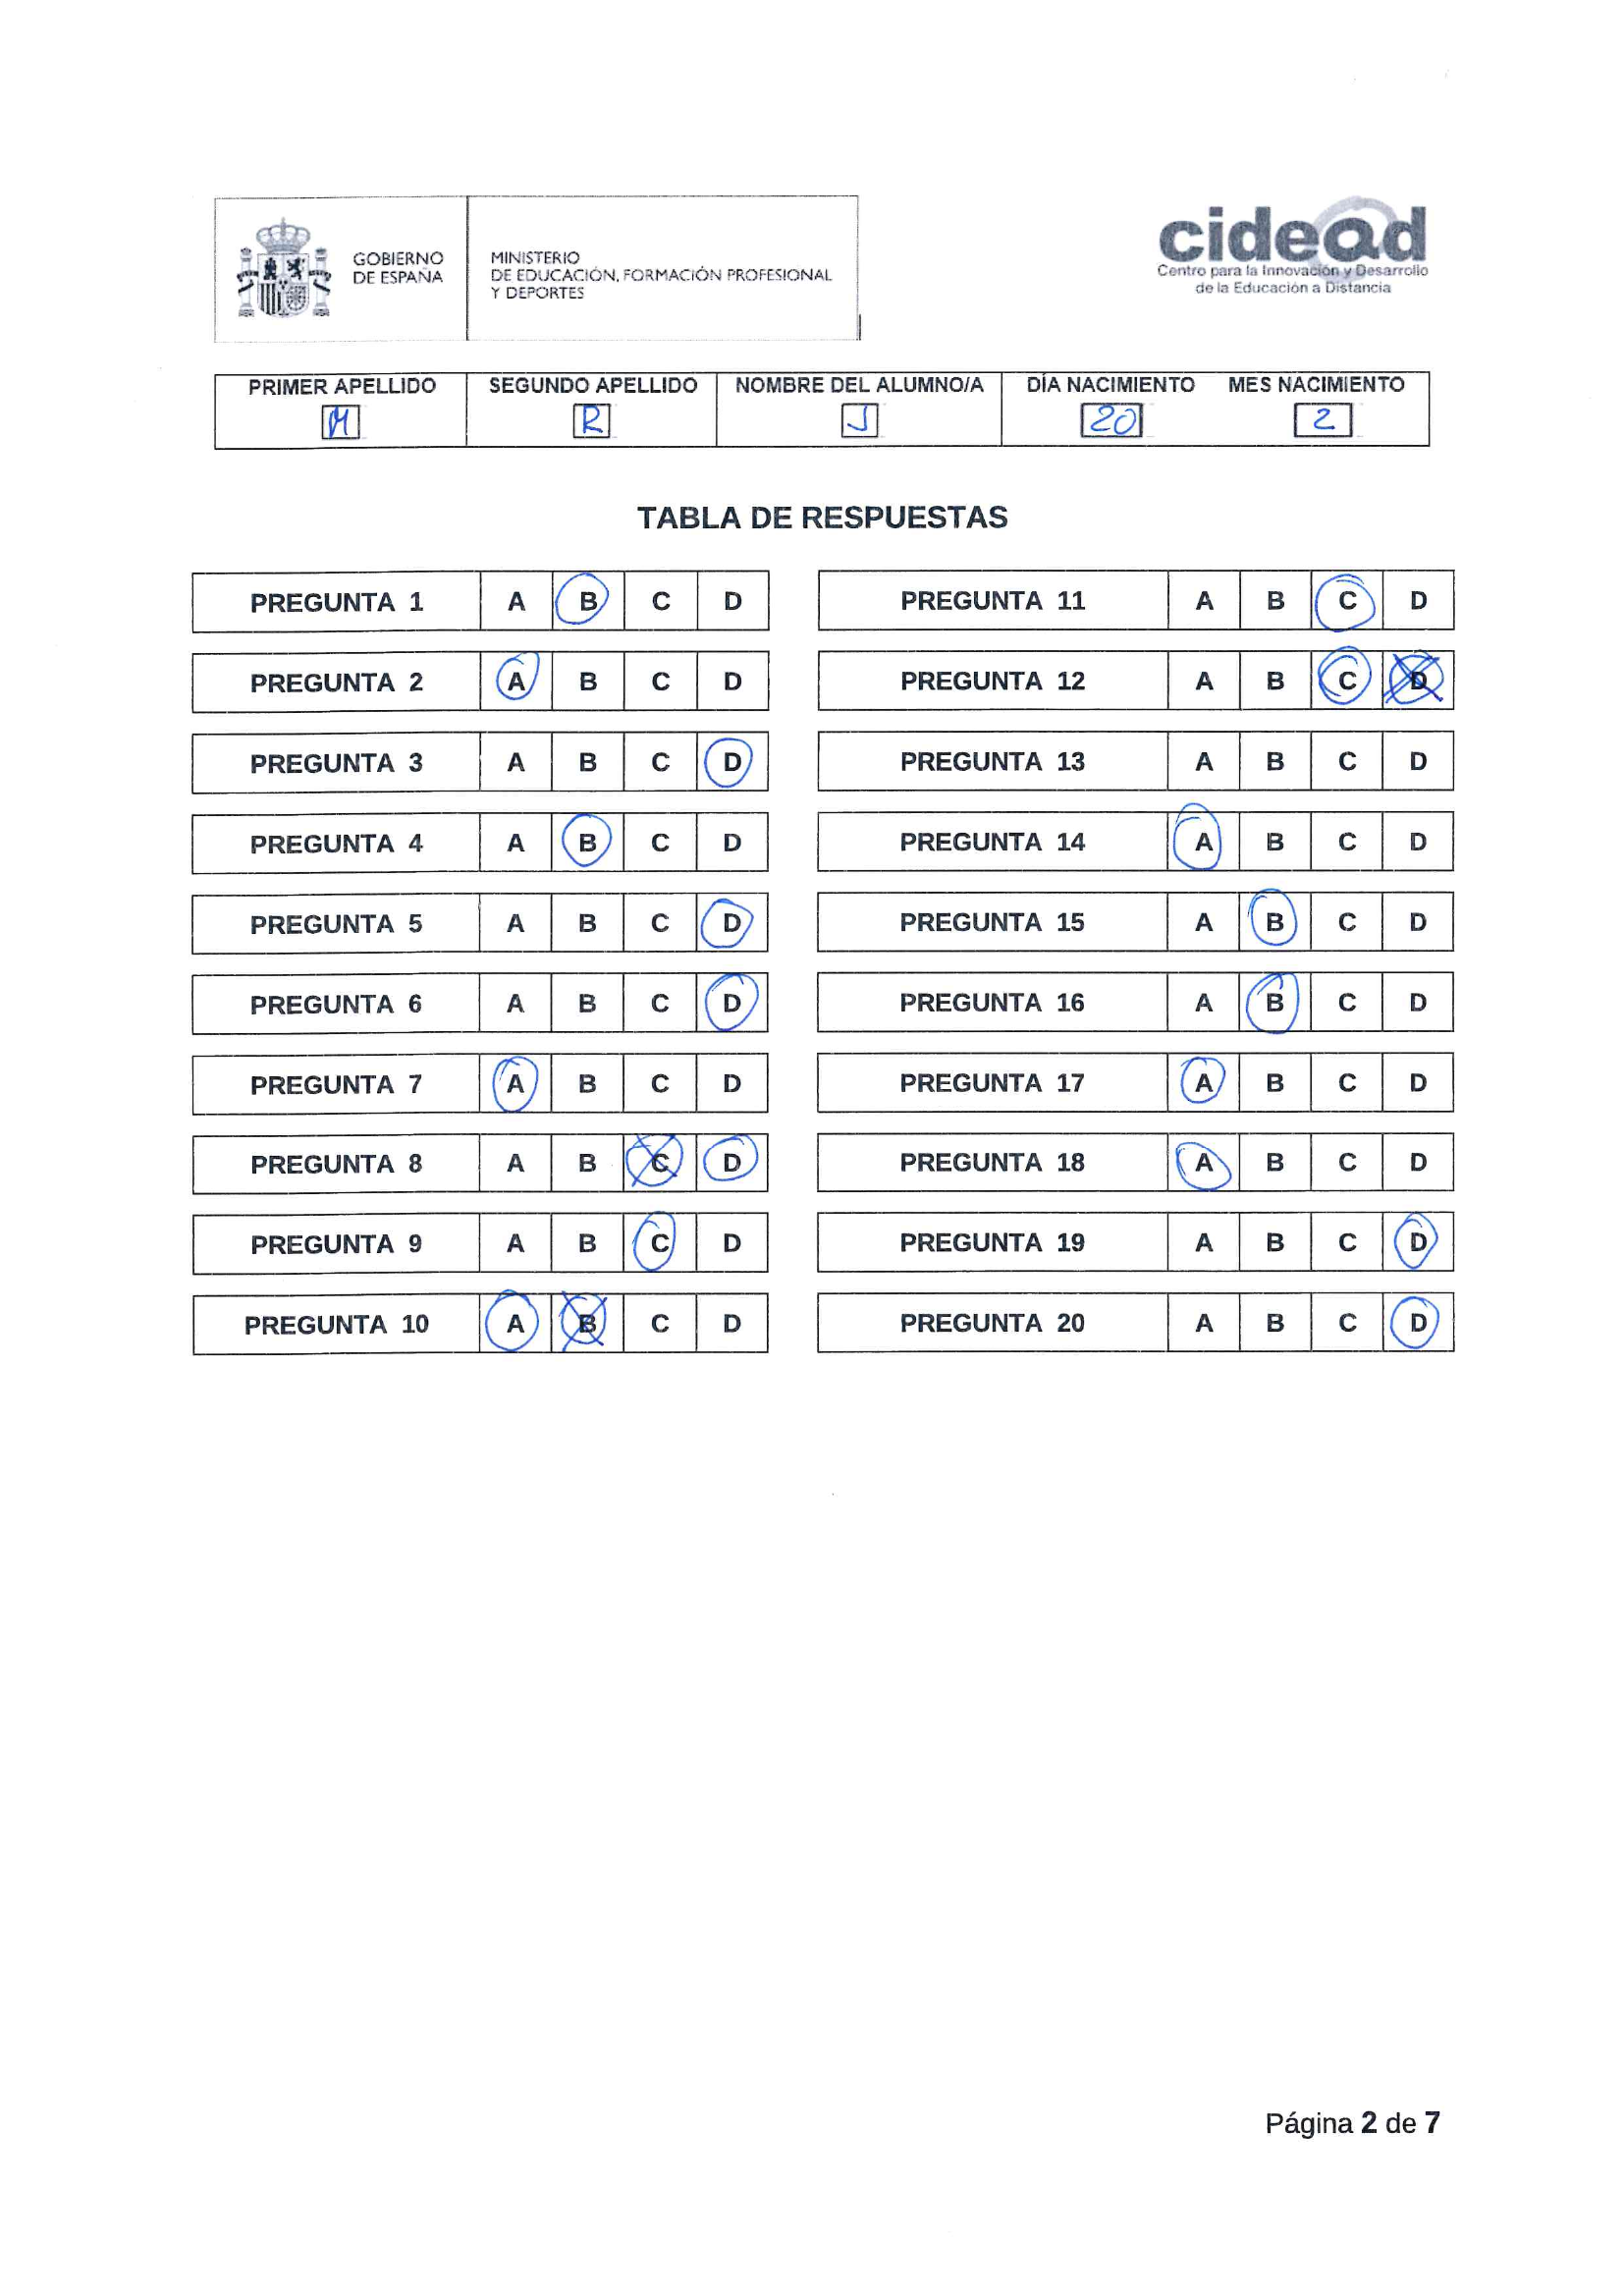 GOBIERNO
DE ESPAÑA
MINISTERIO
DE EDUCACIÓN, FORMACIÓN PROFESIONAL
Y DEPORTES
cidead
Centro para la Innovación y Desarrollo
de la Educación a Distancia
PRIMER APELLIDO SEGUNDO APELLIDO NOMBRE DEL ALUMNO/A DÍA NACIMIENTO MES NACIMIENTO
M R J 20 2
TABLA DE RESPUESTAS
PREGUNTA 1 A B C D
PREGUNTA 2 A B C D
PREGUNTA 3 A B C D
PREGUNTA 4 A B C D
PREGUNTA 5 A B C D
PREGUNTA 6 A B C D
PREGUNTA 7 A B C D
PREGUNTA 8 A B C D
PREGUNTA 9 A B C D
PREGUNTA 10 A B C D
PREGUNTA 11 A B C D
PREGUNTA 12 A B C D
PREGUNTA 13 A B C D
PREGUNTA 14 A B C D
PREGUNTA 15 A B C D
PREGUNTA 16 A B C D
PREGUNTA 17 A B C D
PREGUNTA 18 A B C D
PREGUNTA 19 A B C D
PREGUNTA 20 A B C D
Página 2 de 7